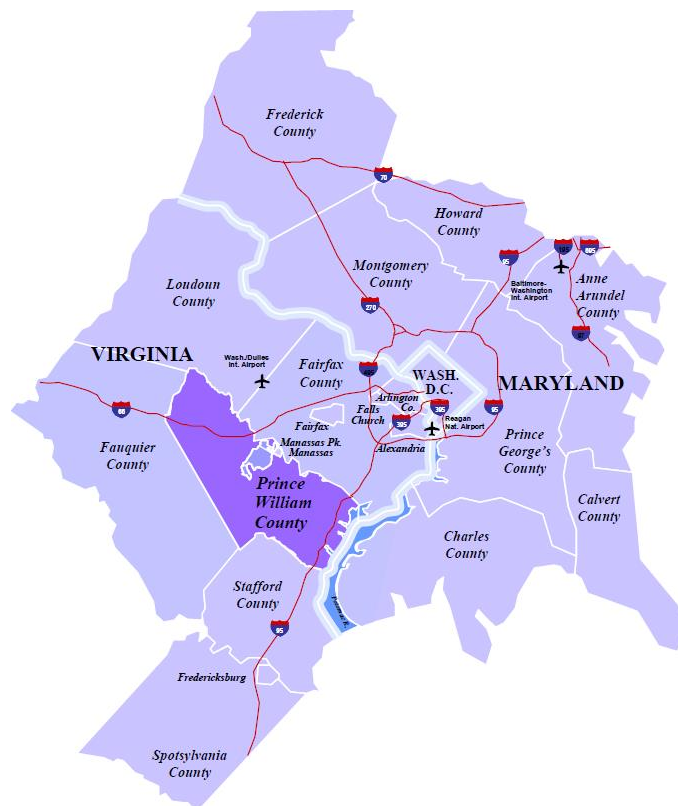 Frederick
County
70
Howard
County
195
695
95
Montgomery
County
Baltimore-
Washington
Int. Airport
Anne
Arundel
County
Loudoun
County
270
97
VIRGINIA
Wash./Dulles
Int. Airport
Fairfax
County
495
WASH.
D.C.
MARYLAND
Arlington
Co.
Falls
Church
395
95
66
Fairfax
395
Reagan
Nat. Airport
Fauquier
County
Manassas Pk.
Manassas
Alexandria
Prince
George's
County
Prince
William
County
Calvert
County
Charles
County
Stafford
County
Potomac R.
95
Fredericksburg
Spotsylvania
County